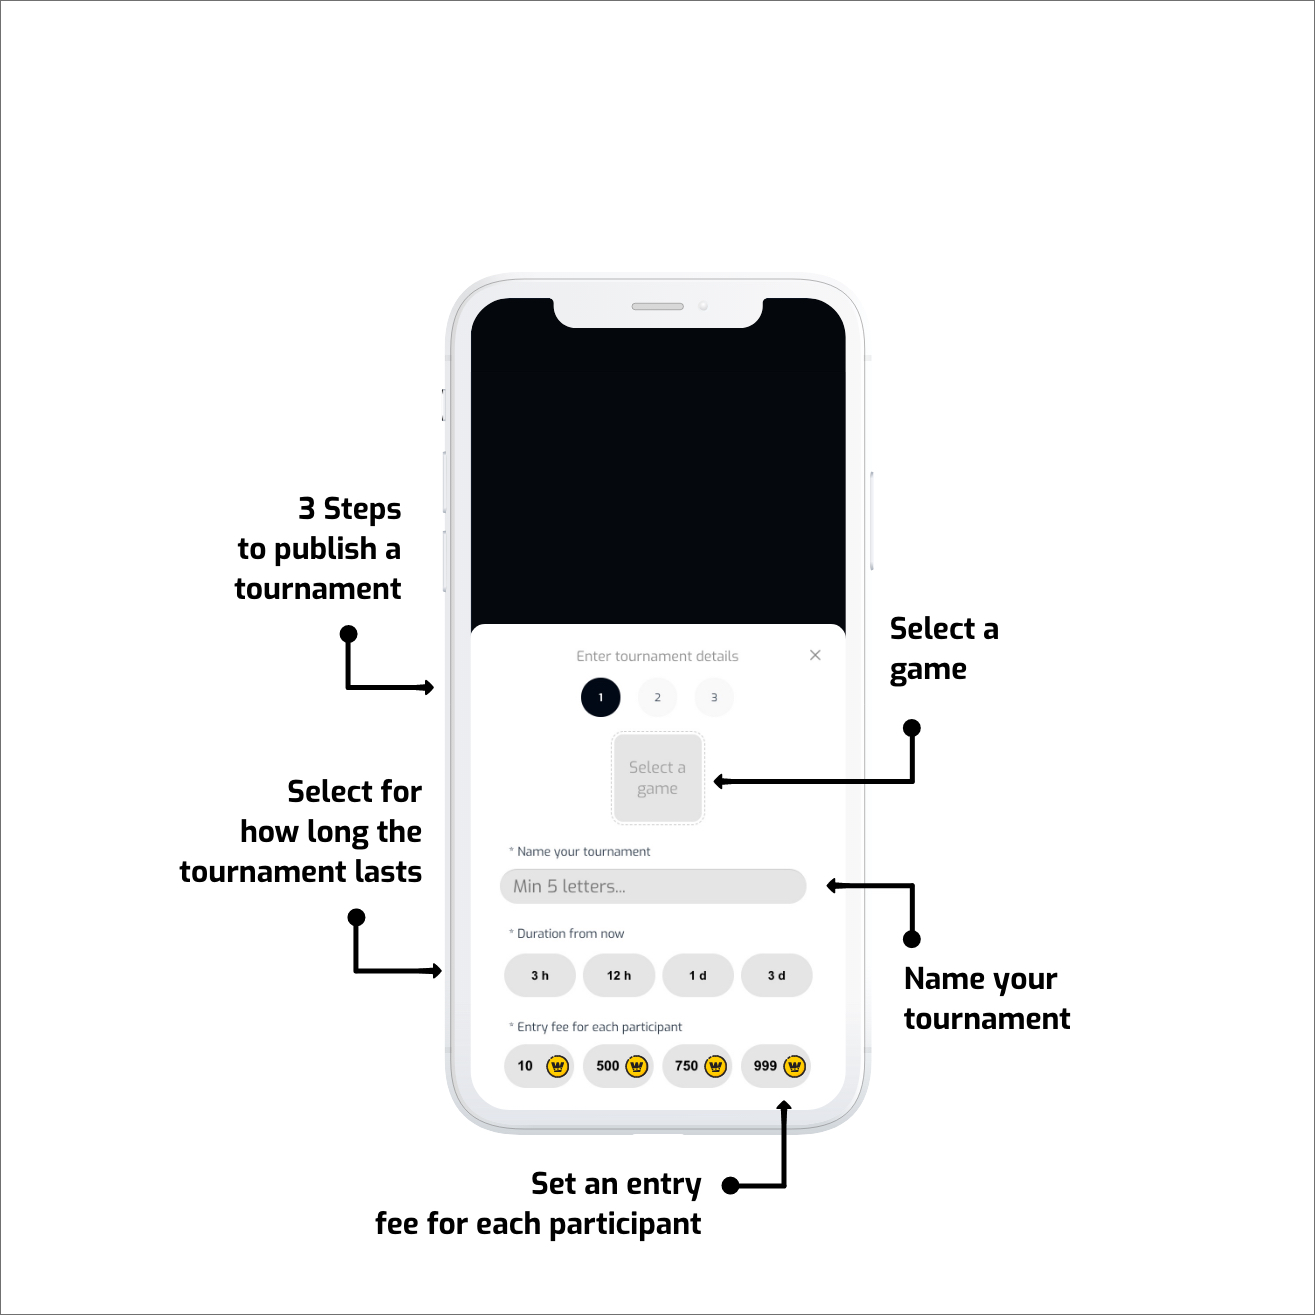 3 Steps
to publish a
tournament
Select a
game
Enter tournament details
1 2 3
Select a
game
Select for
how long the
tournament lasts
* Name your tournament
Min 5 letters...
* Duration from now
3 h 12 h 1 d 3 d
Name your
tournament
* Entry fee for each participant
10 500 750 999
Set an entry
fee for each participant